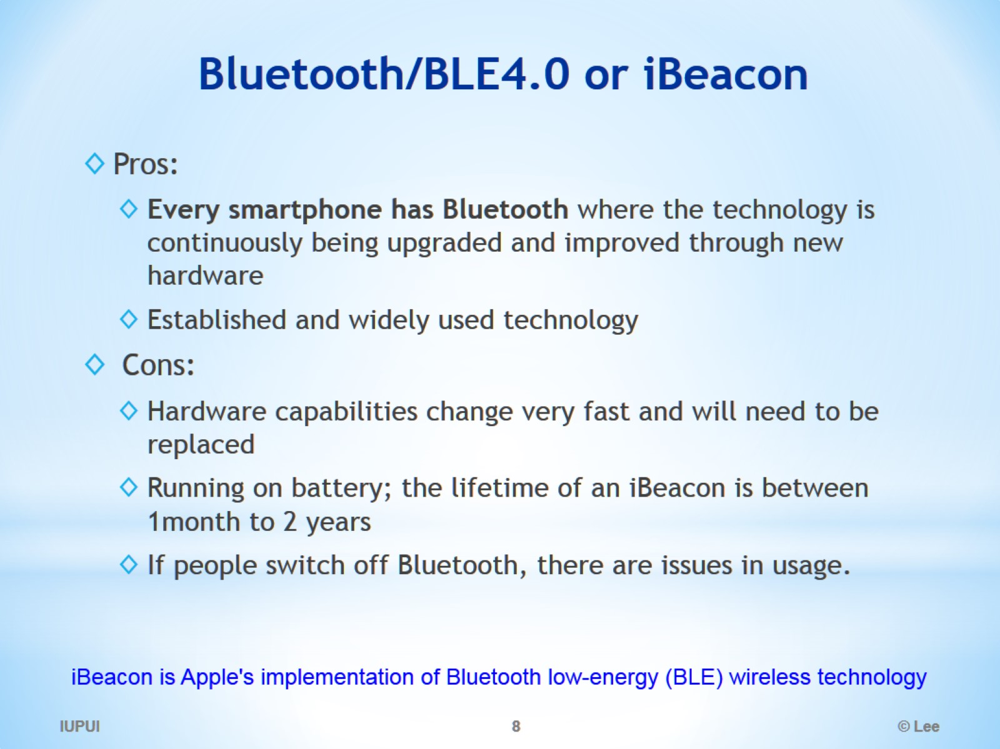 Bluetooth/BLE4.0 or iBeacon
Pros:
Every smartphone has Bluetooth where the technology is
continuously being upgraded and improved through new
hardware
Established and widely used technology
Cons:
Hardware capabilities change very fast and will need to be
replaced
Running on battery; the lifetime of an iBeacon is between
1month to 2 years
If people switch off Bluetooth, there are issues in usage.
iBeacon is Apple's implementation of Bluetooth low-energy (BLE) wireless technology
IUPUI 8 © Lee